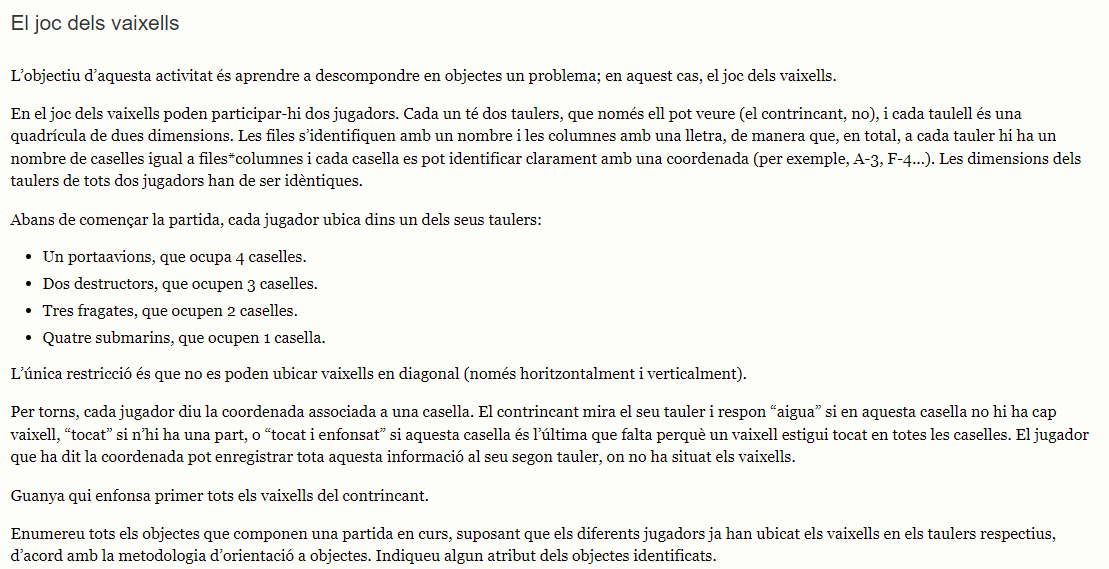 El joc dels vaixells
L’objectiu d’aquesta activitat és aprendre a descompondre en objectes un problema; en aquest cas, el joc dels vaixells.
En el joc dels vaixells poden participar-hi dos jugadors. Cada un té dos taulers, que només ell pot veure (el contrincant, no), i cada taulell és una
quadrícula de dues dimensions. Les files s’identifiquen amb un nombre i les columnes amb una lletra, de manera que, en total, a cada tauler hi ha un
nombre de caselles igual a files*columnes i cada casella es pot identificar clarament amb una coordenada (per exemple, A-3, F-4...). Les dimensions dels
taulers de tots dos jugadors han de ser idèntiques.
Abans de començar la partida, cada jugador ubica dins un dels seus taulers:
• Un portaavions, que ocupa 4 caselles.
• Dos destructors, que ocupen 3 caselles.
• Tres fragates, que ocupen 2 caselles.
• Quatre submarins, que ocupen 1 casella.
L’única restricció és que no es poden ubicar vaixells en diagonal (només horitzontalment i verticalment).
Per torns, cada jugador diu la coordenada associada a una casella. El contrincant mira el seu tauler i respon “aigua” si en aquesta casella no hi ha cap
vaixell, “tocat” si n’hi ha una part, o “tocat i enfonsat” si aquesta casella és l’última que falta perquè un vaixell estigui tocat en totes les caselles. El jugador
que ha dit la coordenada pot enregistrar tota aquesta informació al seu segon tauler, on no ha situat els vaixells.
Guanya qui enfonsa primer tots els vaixells del contrincant.
Enumereu tots els objectes que componen una partida en curs, suposant que els diferents jugadors ja han ubicat els vaixells en els taulers respectius,
d’acord amb la metodologia d’orientació a objectes. Indiqueu algun atribut dels objectes identificats.